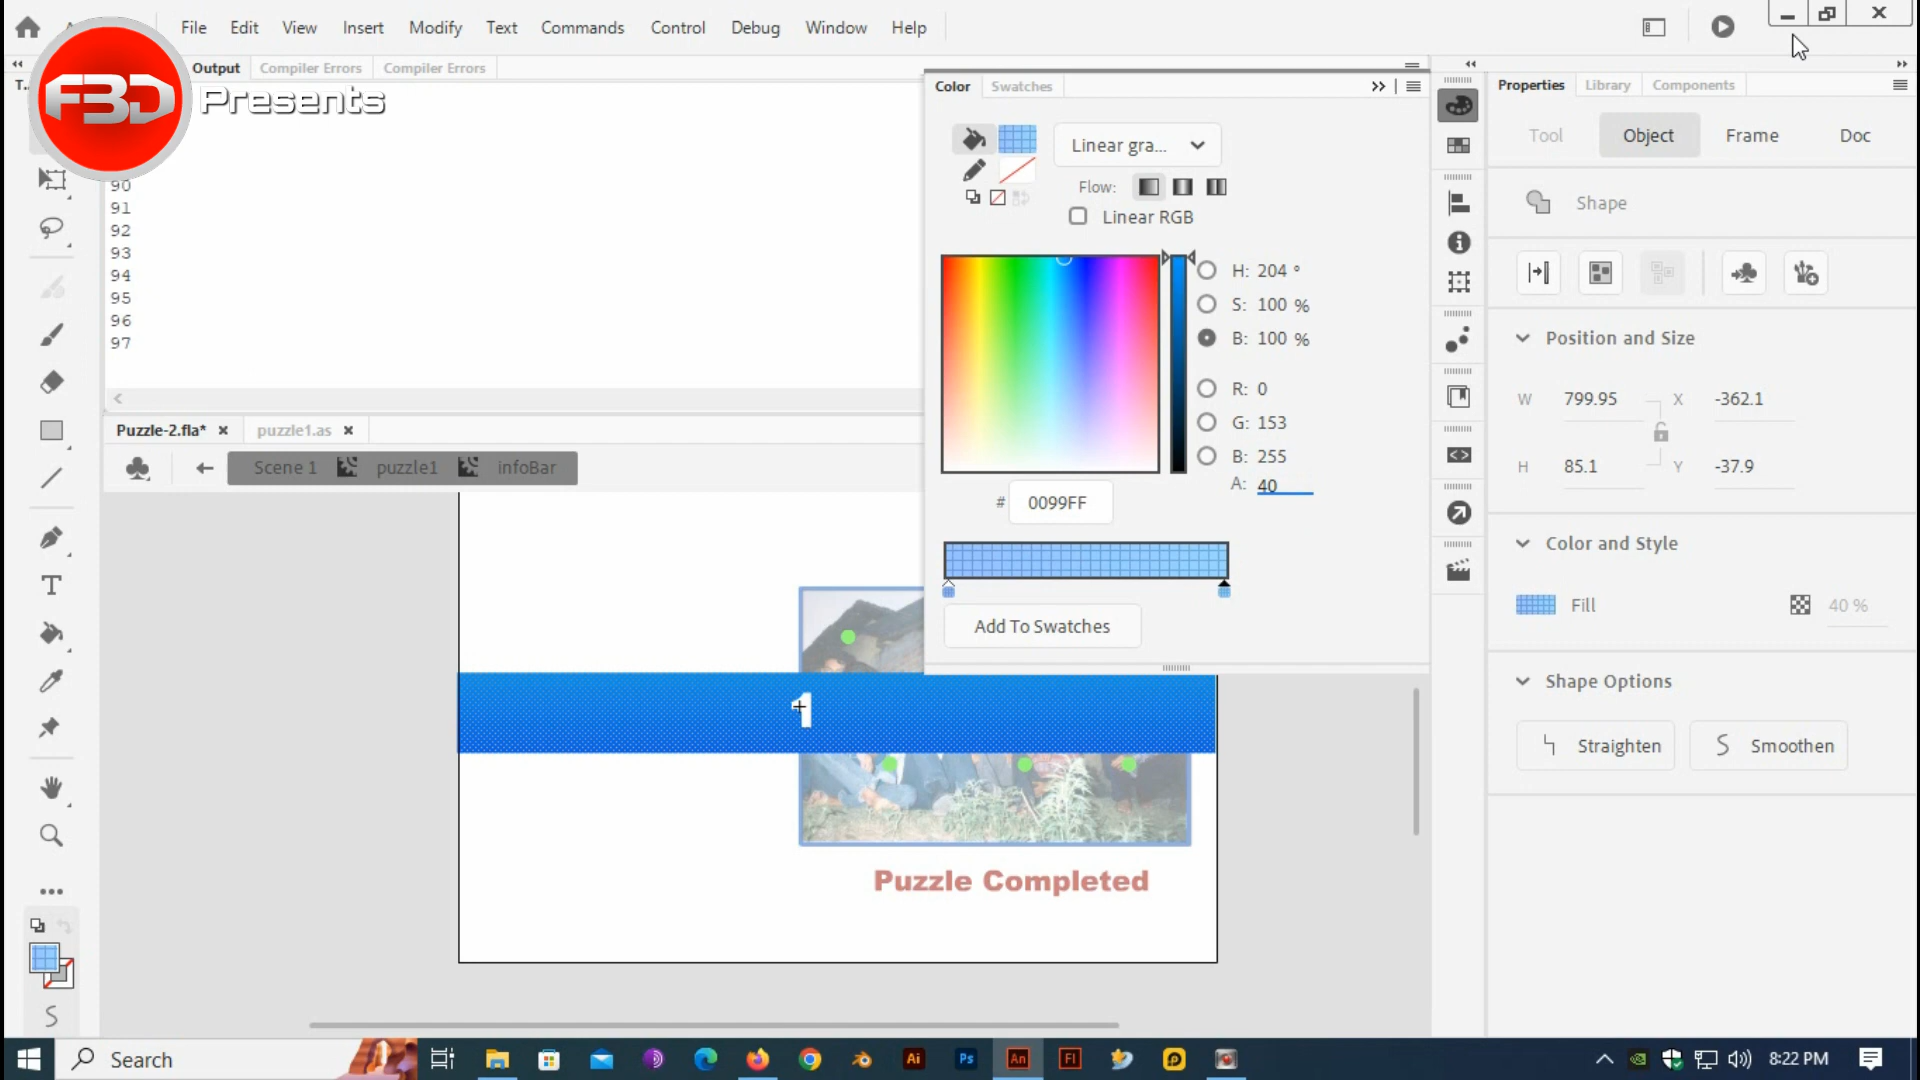 File Edit View Insert Modify Text Commands Control Debug Window Help
T... Output Compiler Errors Compiler Errors
F3D Presents
90
91
92
93
94
95
96
97
Color Swatches
Linear gra...
Flow:
Linear RGB
H: 204 °
S: 100 %
B: 100 %
R: 0
G: 153
B: 255
A: 40
# 0099FF
Add To Swatches
Properties Library Components
Tool Object Frame Doc
Shape
Position and Size
W 799.95 X -362.1
H 85.1 Y -37.9
Color and Style
Fill 40 %
Shape Options
Straighten Smoothen
Puzzle-2.fla* puzzle1.as
Scene 1 puzzle1 infoBar
1
Puzzle Completed
Search
Ai Ps An Fl
8:22 PM